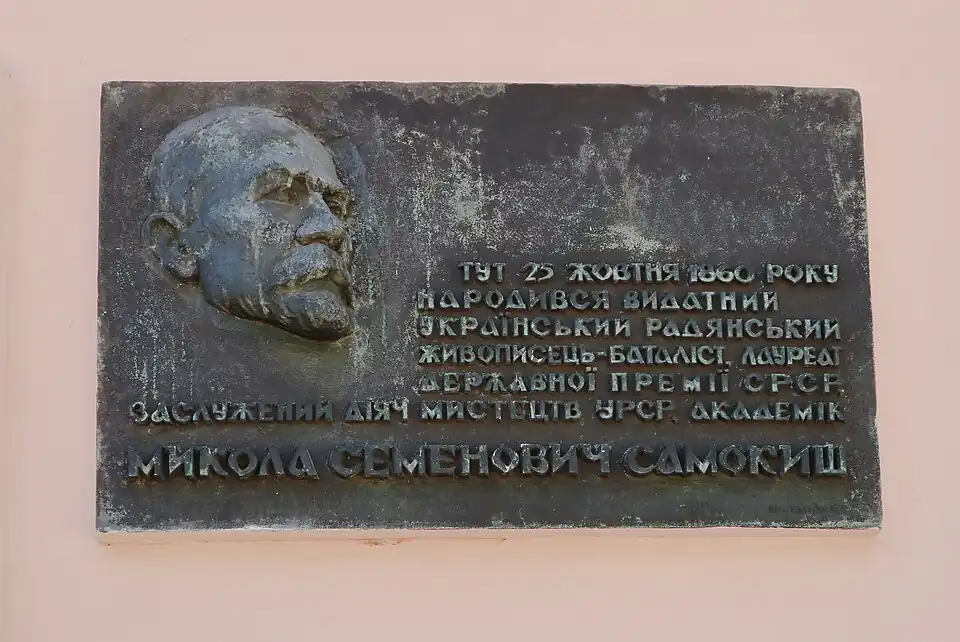 ТУТ 25 ЖОВТНЯ 1860 РОКУ
НАРОДИВСЯ ВИДАТНИЙ
УКРАЇНСЬКИЙ РАДЯНСЬКИЙ
ЖИВОПИСЕЦЬ-БАТАЛІСТ, ЛАУРЕАТ
ДЕРЖАВНОЇ ПРЕМІЇ СРСР,
ЗАСЛУЖЕНИЙ ДІЯЧ МИСТЕЦТВ УРСР, АКАДЕМІК
МИКОЛА СЕМЕНОВИЧ САМОКИШ